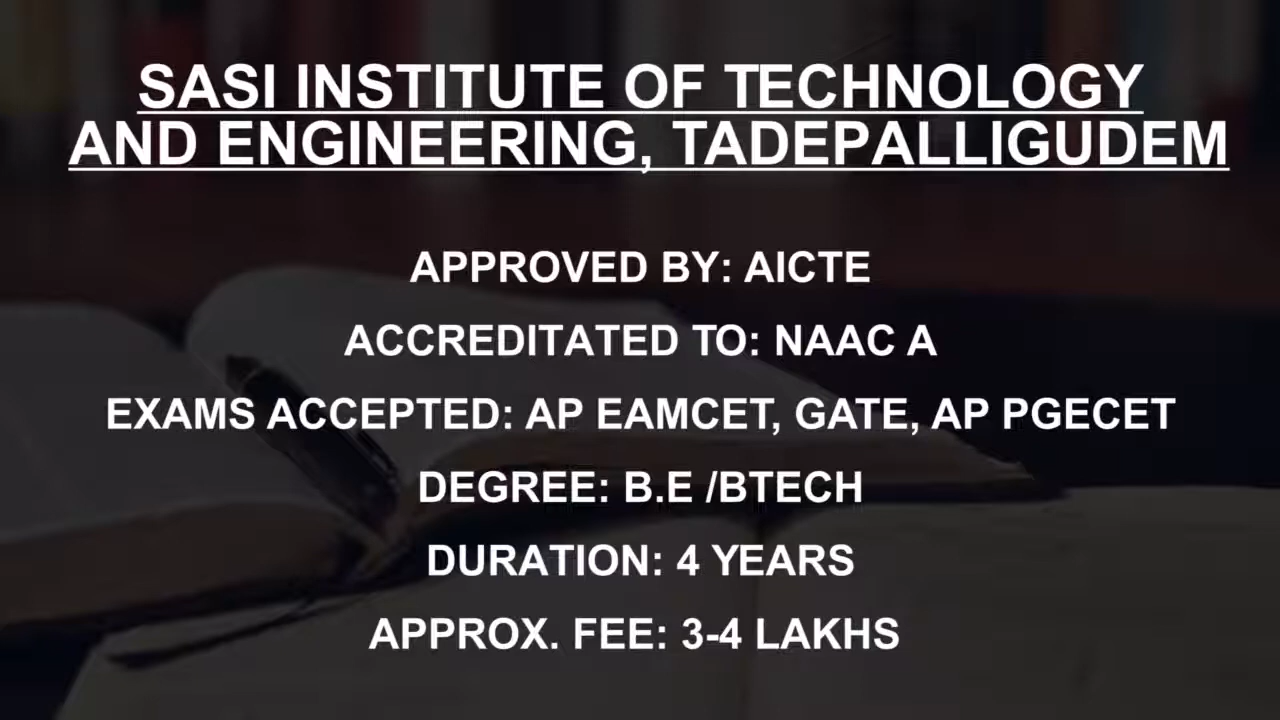 SASI INSTITUTE OF TECHNOLOGY
AND ENGINEERING, TADEPALLIGUDEM
APPROVED BY: AICTE
ACCREDITATED TO: NAAC A
EXAMS ACCEPTED: AP EAMCET, GATE, AP PGECET
DEGREE: B.E /BTECH
DURATION: 4 YEARS
APPROX. FEE: 3-4 LAKHS